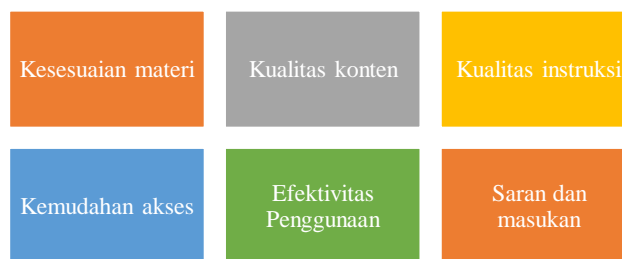 Kesesuaian materi
Kualitas konten
Kualitas instruksi
Kemudahan akses
Efektivitas
Penggunaan
Saran dan
masukan